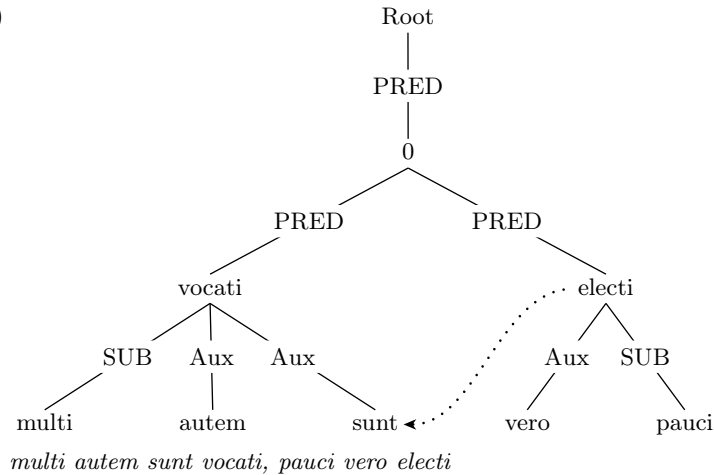 )
Root
PRED
0
PRED PRED
vocati electi
SUB Aux Aux Aux SUB
multi autem sunt vero pauci
multi autem sunt vocati, pauci vero electi